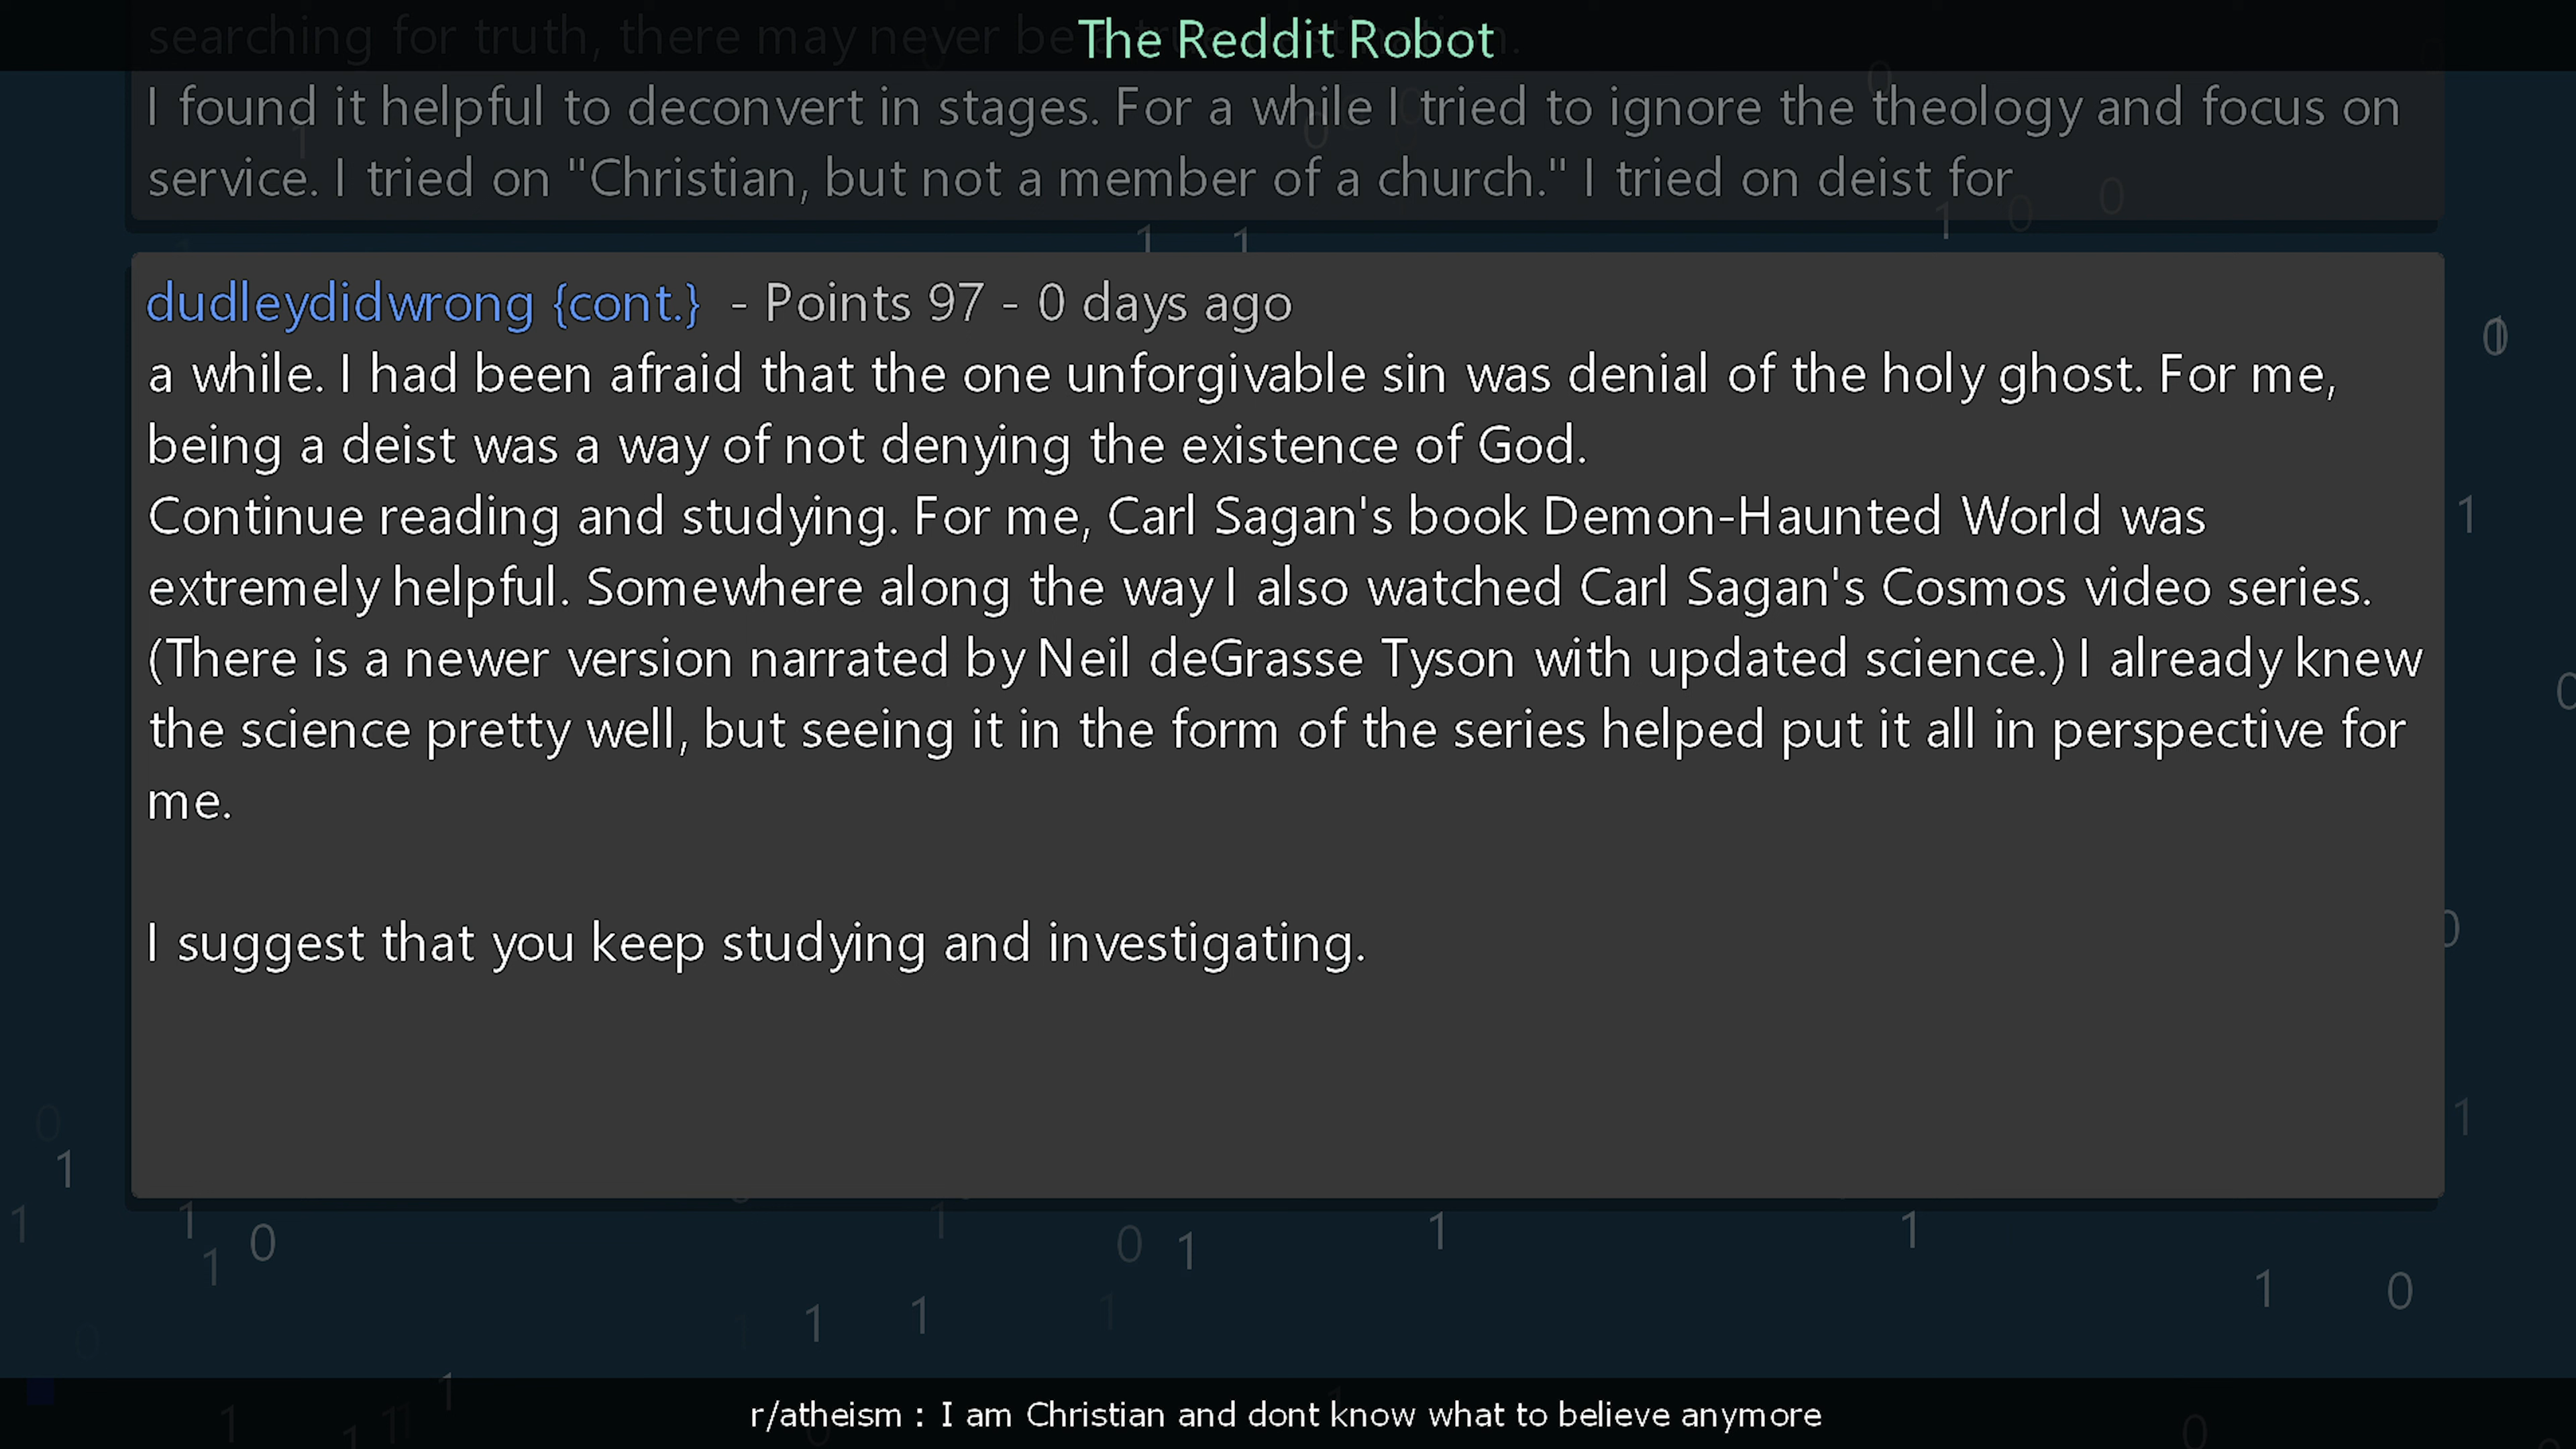 The Reddit Robot
searching for truth, there may never be
I found it helpful to deconvert in stages. For a while I tried to ignore the theology and focus on
service. I tried on "Christian, but not a member of a church." I tried on deist for
dudleydidwrong {cont.} - Points 97 - 0 days ago
a while. I had been afraid that the one unforgivable sin was denial of the holy ghost. For me,
being a deist was a way of not denying the existence of God.
Continue reading and studying. For me, Carl Sagan's book Demon-Haunted World was
extremely helpful. Somewhere along the way I also watched Carl Sagan's Cosmos video series.
(There is a newer version narrated by Neil deGrasse Tyson with updated science.) I already knew
the science pretty well, but seeing it in the form of the series helped put it all in perspective for
me.
I suggest that you keep studying and investigating.
r/atheism : I am Christian and dont know what to believe anymore